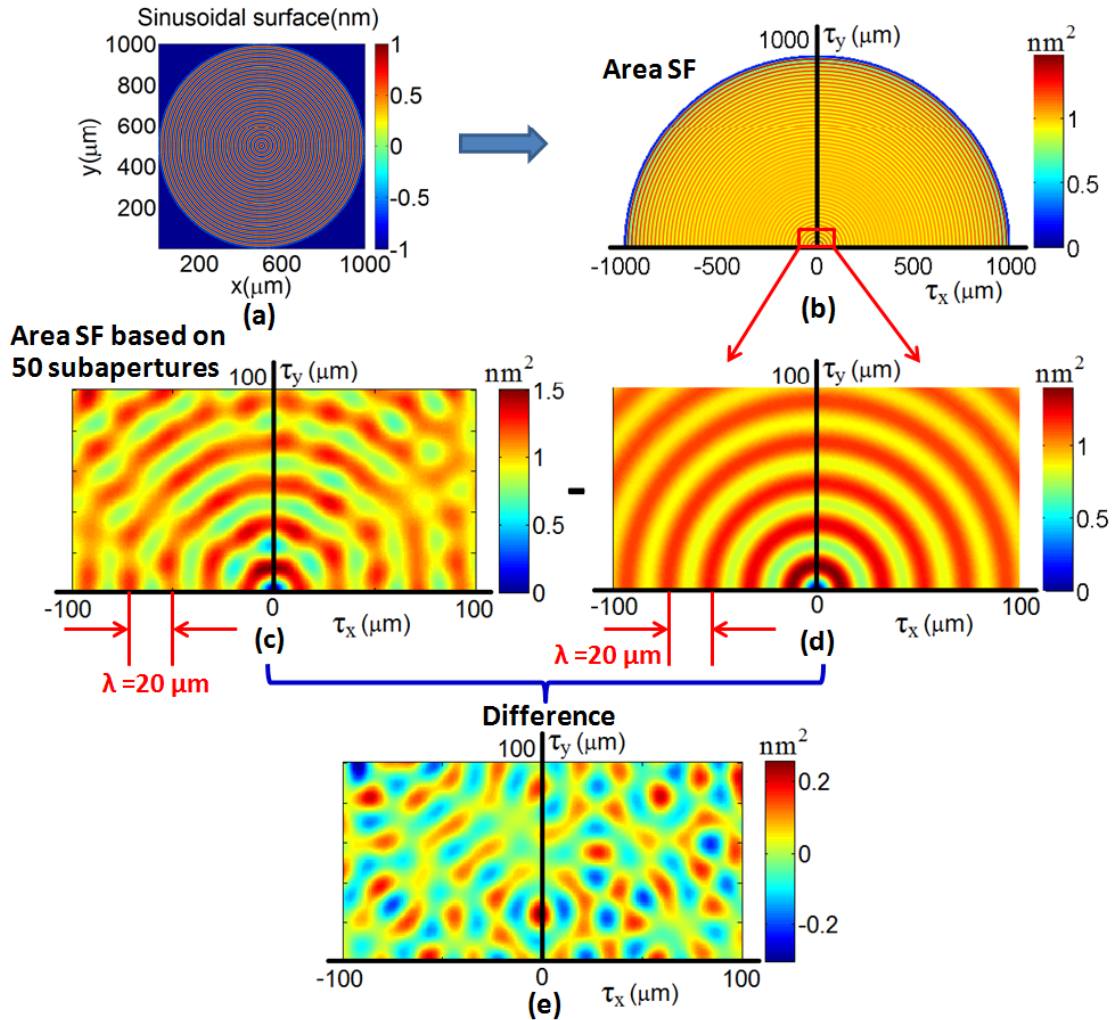 Sinusoidal surface(nm)
1000
800
600
400
200
y(μm)
200 600 1000
x(μm)
1
0.5
0
-0.5
-1
(a)
Area SF
1000 τy (μm)
nm²
1
0.5
0
-1000 -500 0 500 1000
τx (μm)
(b)
Area SF based on
50 subapertures
100 τy (μm)
nm²
1.5
1
0.5
0
-100 0 100
τx (μm)
(c)
λ =20 μm
-
100 τy (μm)
nm²
1
0.5
0
-100 0 100
τx (μm)
(d)
λ =20 μm
Difference
100 τy (μm)
nm²
0.2
0
-0.2
-100 0 100
τx (μm)
(e)